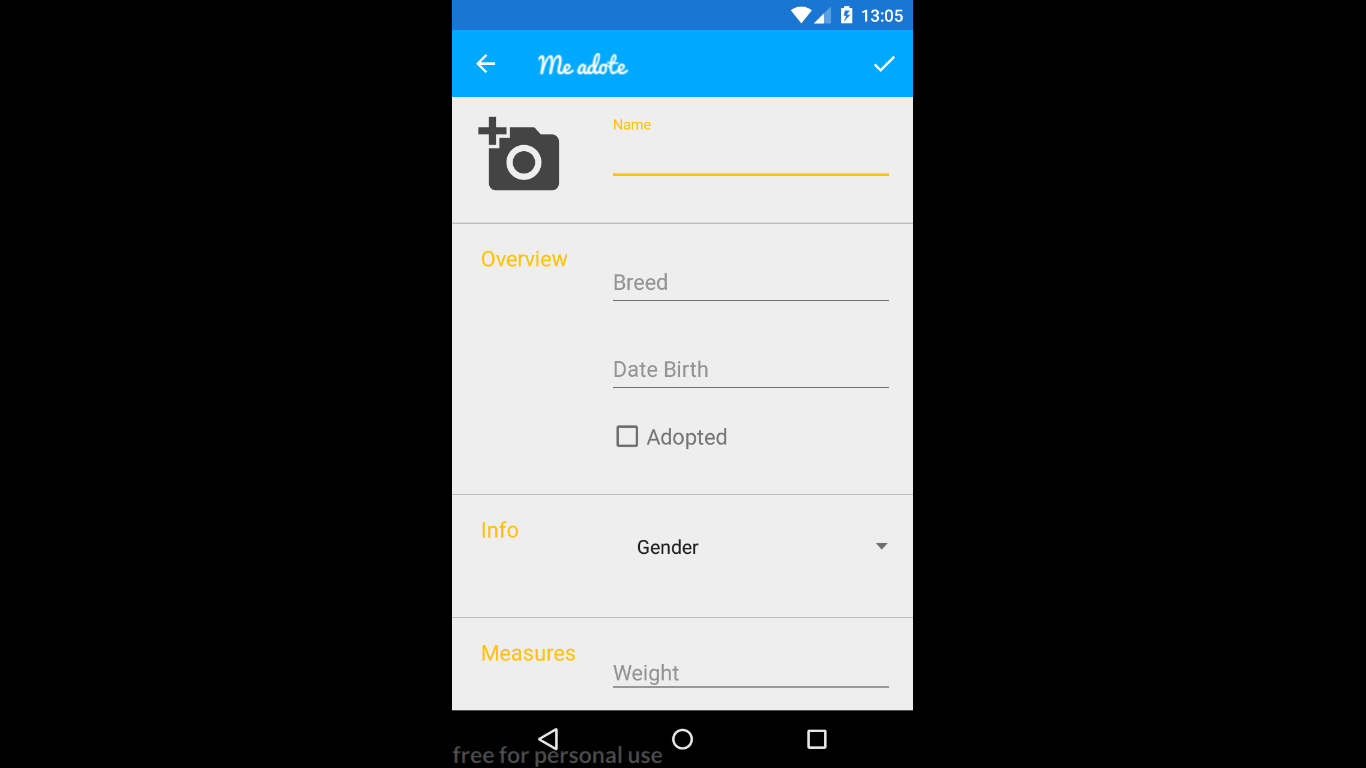 13:05
Me adote
Name
Overview
Breed
Date Birth
Adopted
Info
Gender
Measures
Weight
free for personal use